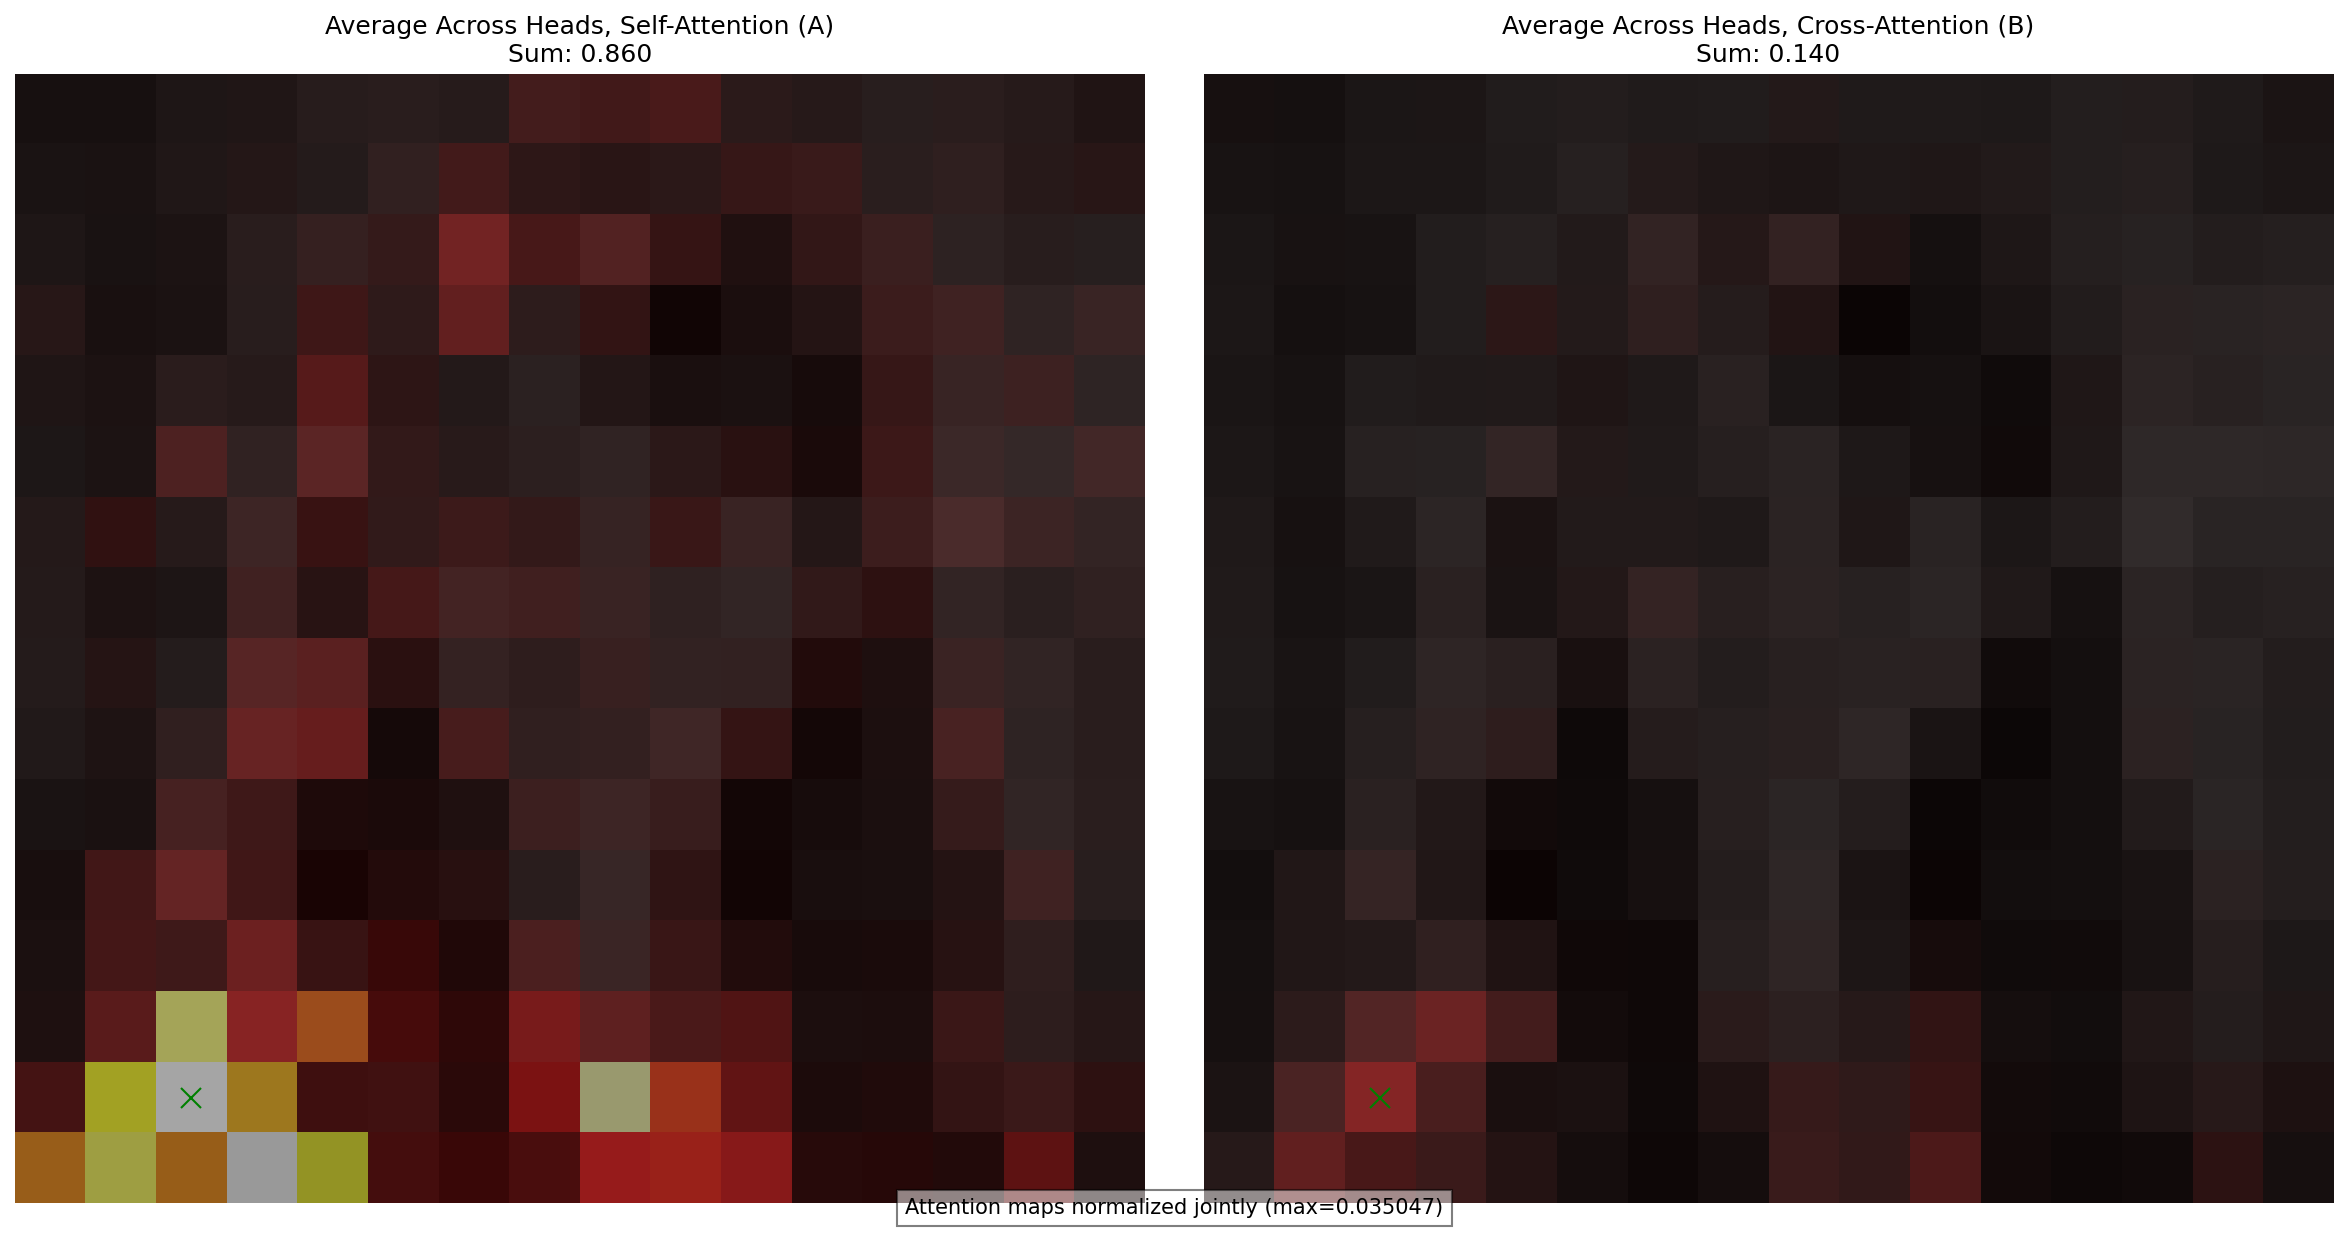 Average Across Heads, Self-Attention (A)
Sum: 0.860
Average Across Heads, Cross-Attention (B)
Sum: 0.140
Attention maps normalized jointly (max=0.035047)